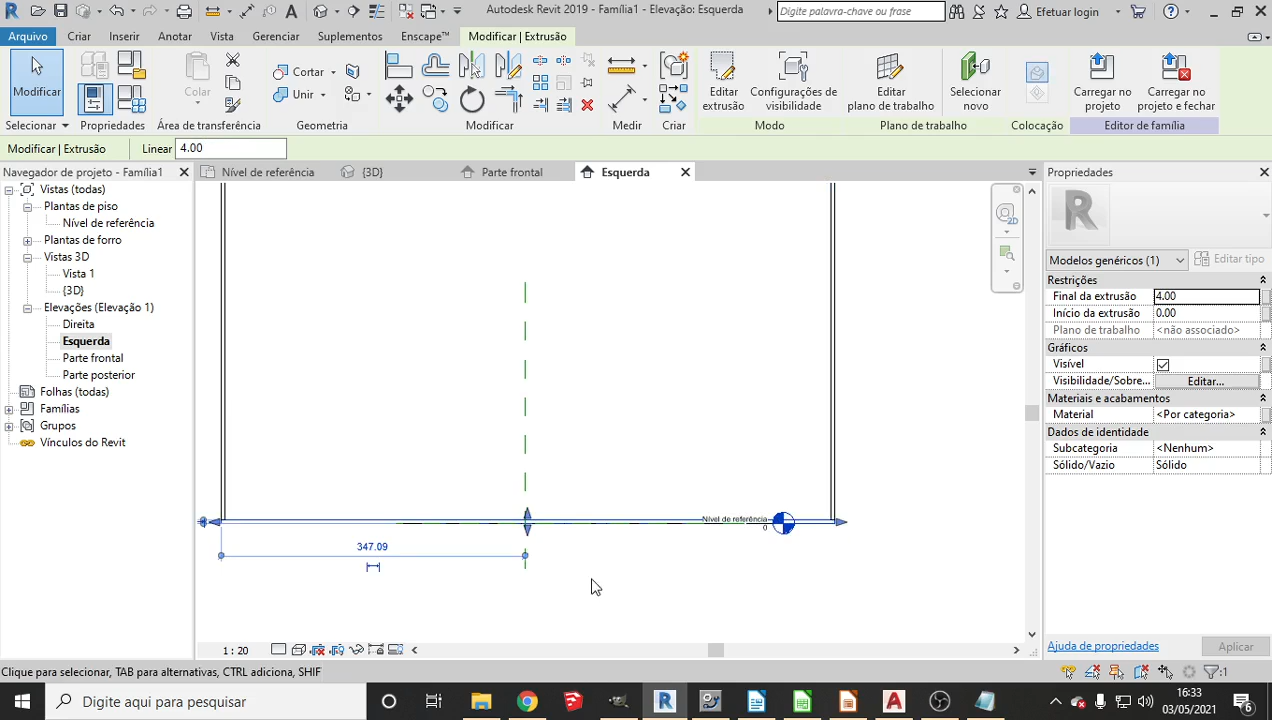 Autodesk Revit 2019 - Família1 - Elevação: Esquerda
Digite palavra-chave ou frase
Efetuar login
Arquivo
Criar
Inserir
Anotar
Vista
Gerenciar
Suplementos
Enscape™
Modificar | Extrusão
Modificar
Colar
Cortar
Unir
Editar
extrusão
Configurações de
visibilidade
Editar
plano de trabalho
Selecionar
novo
Carregar no
projeto
Carregar no
projeto e fechar
Selecionar
Propriedades
Área de transferência
Geometria
Modificar
Medir
Criar
Modo
Plano de trabalho
Colocação
Editor de família
Modificar | Extrusão
Linear
4.00
Navegador de projeto - Família1
Vistas (todas)
Plantas de piso
Nível de referência
Plantas de forro
Vistas 3D
Vista 1
{3D}
Elevações (Elevação 1)
Direita
Esquerda
Parte frontal
Parte posterior
Folhas (todas)
Famílias
Grupos
Vínculos do Revit
Nível de referência
{3D}
Parte frontal
Esquerda
2D
Nível de referência
0
347.09
1 : 20
Propriedades
R
Modelos genéricos (1)
Editar tipo
Restrições
Final da extrusão
4.00
Início da extrusão
0.00
Plano de trabalho
<não associado>
Gráficos
Visível
Visibilidade/Sobre...
Editar...
Materiais e acabamentos
Material
<Por categoria>
Dados de identidade
Subcategoria
<Nenhum>
Sólido/Vazio
Sólido
Ajuda de propriedades
Aplicar
Clique para selecionar, TAB para alternativas, CTRL adiciona, SHIF
:1
Digite aqui para pesquisar
16:33
03/05/2021
6